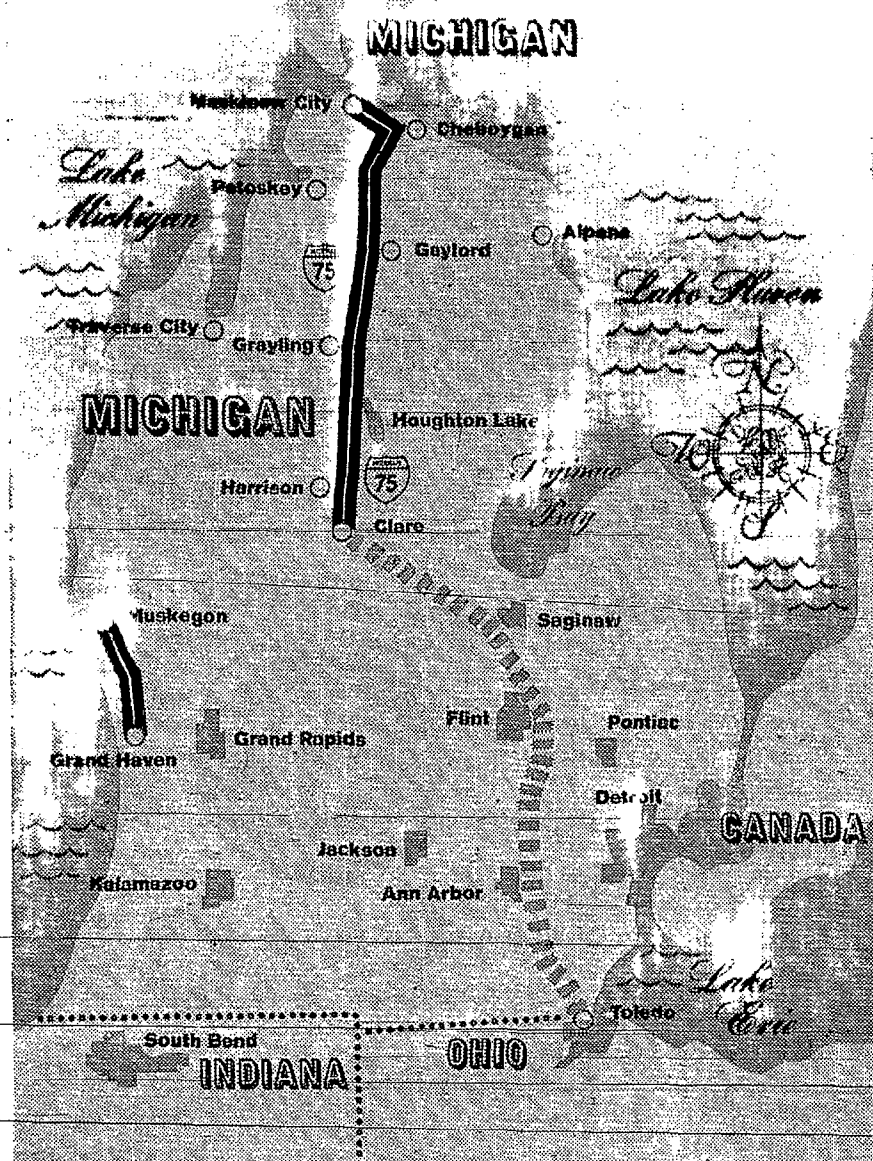 MICHIGAN
Mackinaw City
Cheboygan
Lake
Michigan
Petoskey
Alpena
Gaylord
75
Lake Huron
Traverse City
Grayling
N
MICHIGAN
Houghton Lake
W
E
Saginaw
Bay
Harrison
75
S
Clare
Muskegon
Saginaw
Flint
Pontiac
Grand Rapids
Grand Haven
Detroit
CANADA
Jackson
Kalamazoo
Ann Arbor
Lake
Erie
Toledo
South Bend
OHIO
INDIANA